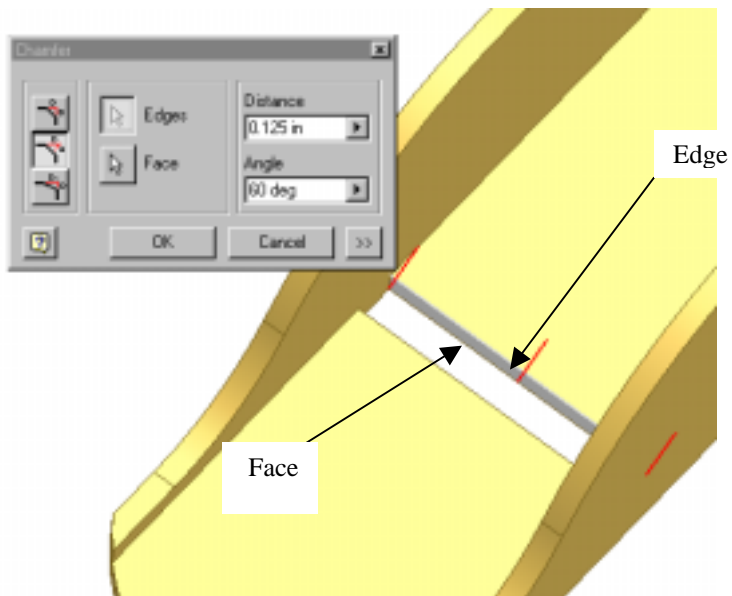 Chamfer
Edges
Face
Distance
0.125 in
Angle
60 deg
OK
Cancel
>>
Edge
Face